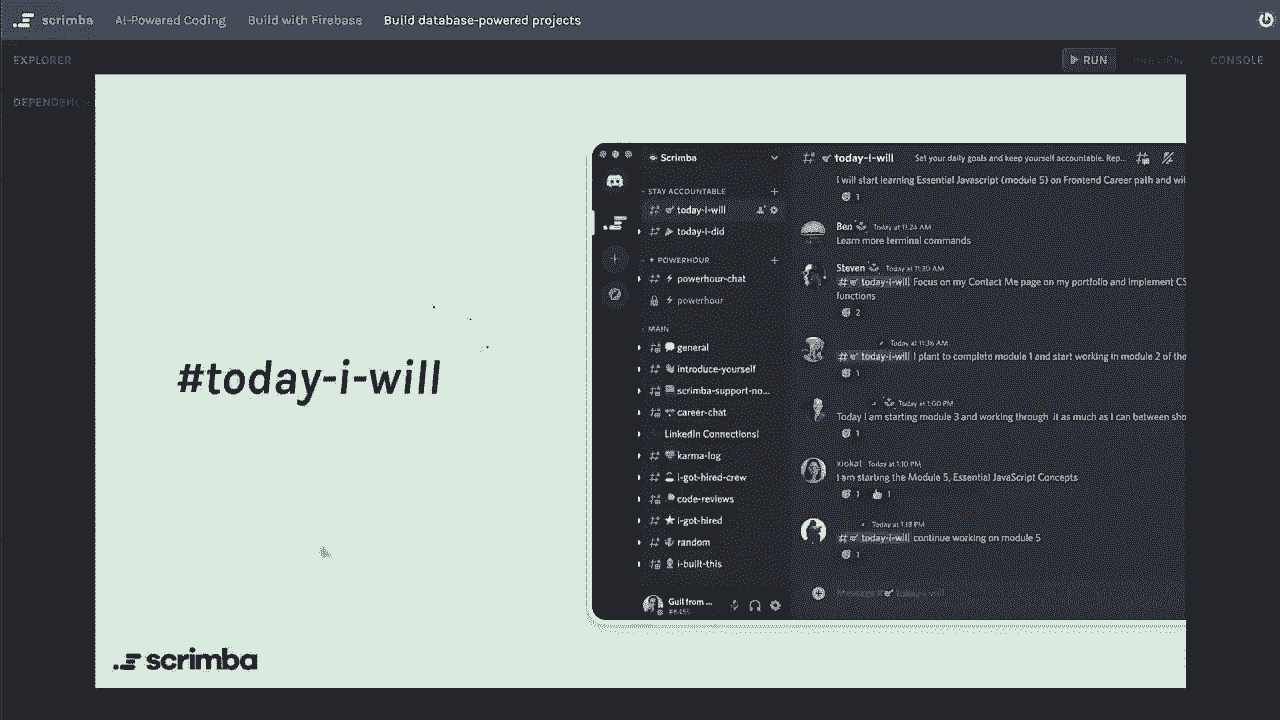 scrimba AI-Powered Coding Build with Firebase Build database-powered projects
EXPLORER
RUN
CONSOLE
#today-i-will
scrimba
Scrimba
STAY ACCOUNTABLE
today-i-will
today-i-did
POWERHOUR
powerhour-chat
powerhour
MAIN
general
introduce-yourself
scrimba-support-no...
career-chat
LinkedIn Connections!
karma-log
i-got-hired-crew
code-reviews
i-got-hired
random
i-built-this
Guil from ...
today-i-will Set your daily goals and keep yourself accountable. Rep...
I will start learning Essential Javascript (module 5) on Frontend Career path and wil
1
Ben Today at 11:24 AM
Learn more terminal commands
Steven Today at 11:30 AM
# today-i-will Focus on my Contact Me page on my portfolio and implement CS
functions
2
Today at 11:36 AM
# today-i-will I plan to complete module 1 and start working in module 2 of the
1
Today at 1:00 PM
Today I am starting module 3 and working through it as much as I can between sho
1
Today at 1:10 PM
I am starting the Module 5, Essential JavaScript Concepts
1 1
Today at 1:18 PM
# today-i-will continue working on module 5
1